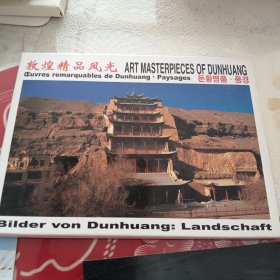 敦煌精品风光 ART MASTERPIECES OF DUNHUANG
Œuvres remarquables de Dunhuang · Paysages 둔황명품 · 풍경
Bilder von Dunhuang: Landschaft